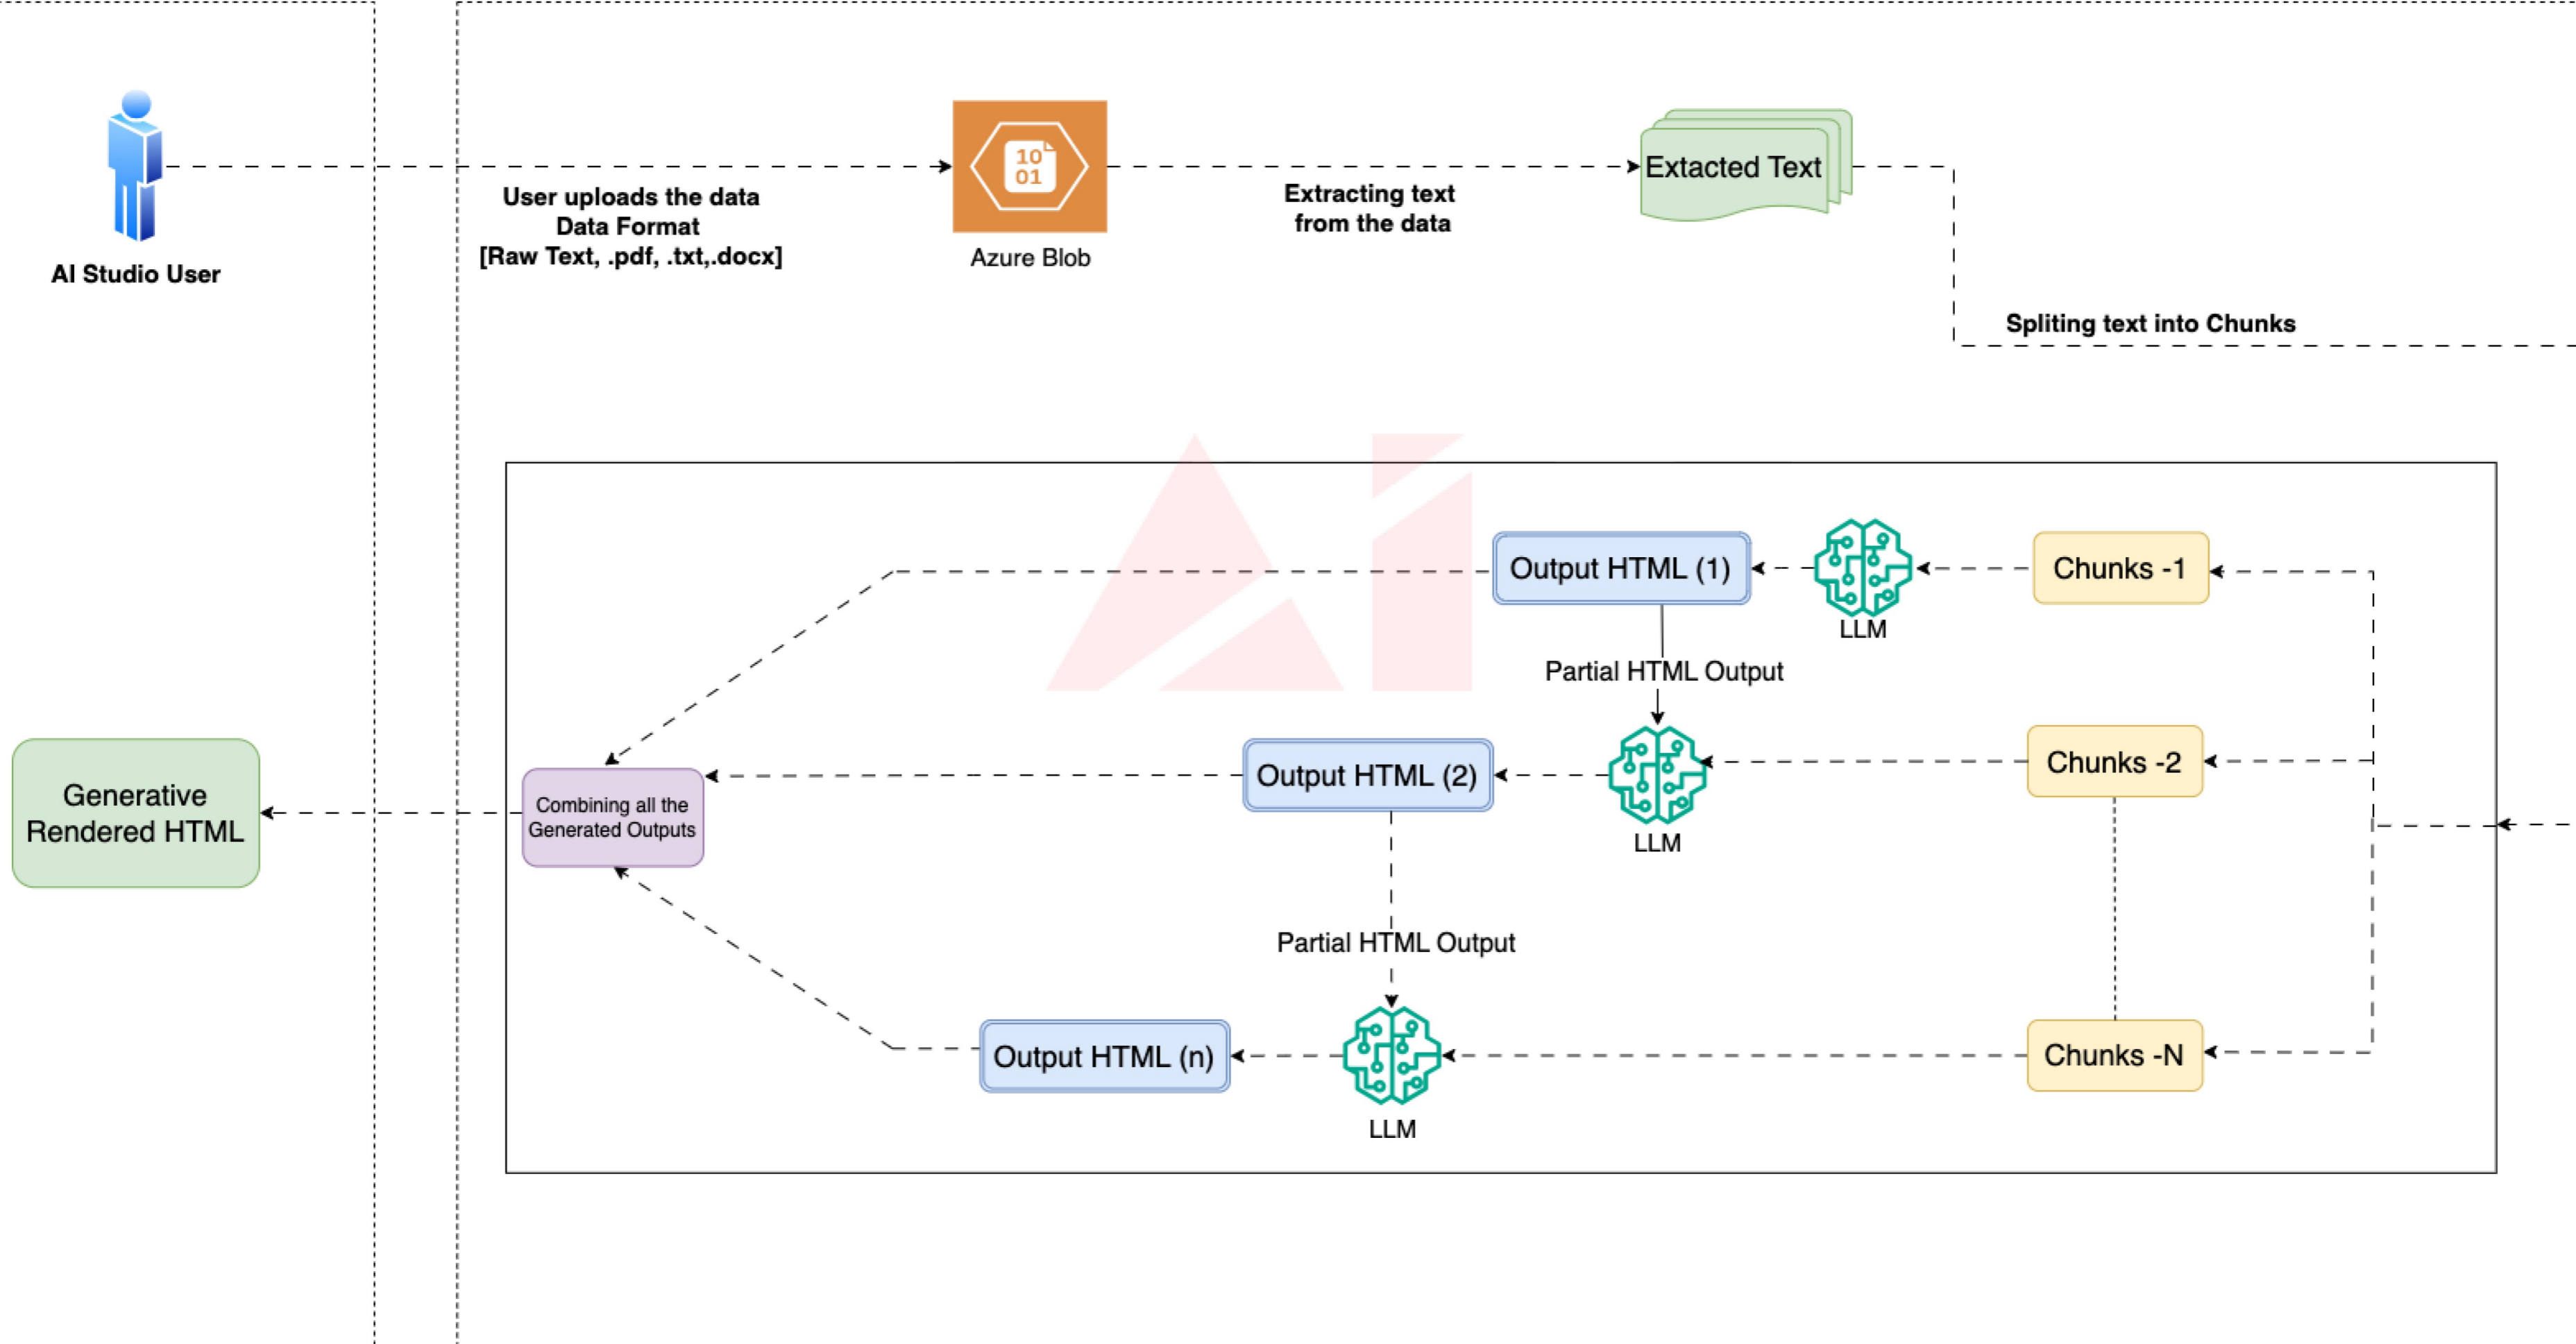 AI Studio User
User uploads the data
Data Format
[Raw Text, .pdf, .txt,.docx]
10
01
Azure Blob
Extracting text
from the data
Extacted Text
Spliting text into Chunks
Ai
Output HTML (1)
LLM
Chunks -1
Partial HTML Output
Generative
Rendered HTML
Combining all the
Generated Outputs
Output HTML (2)
LLM
Chunks -2
Partial HTML Output
Output HTML (n)
LLM
Chunks -N